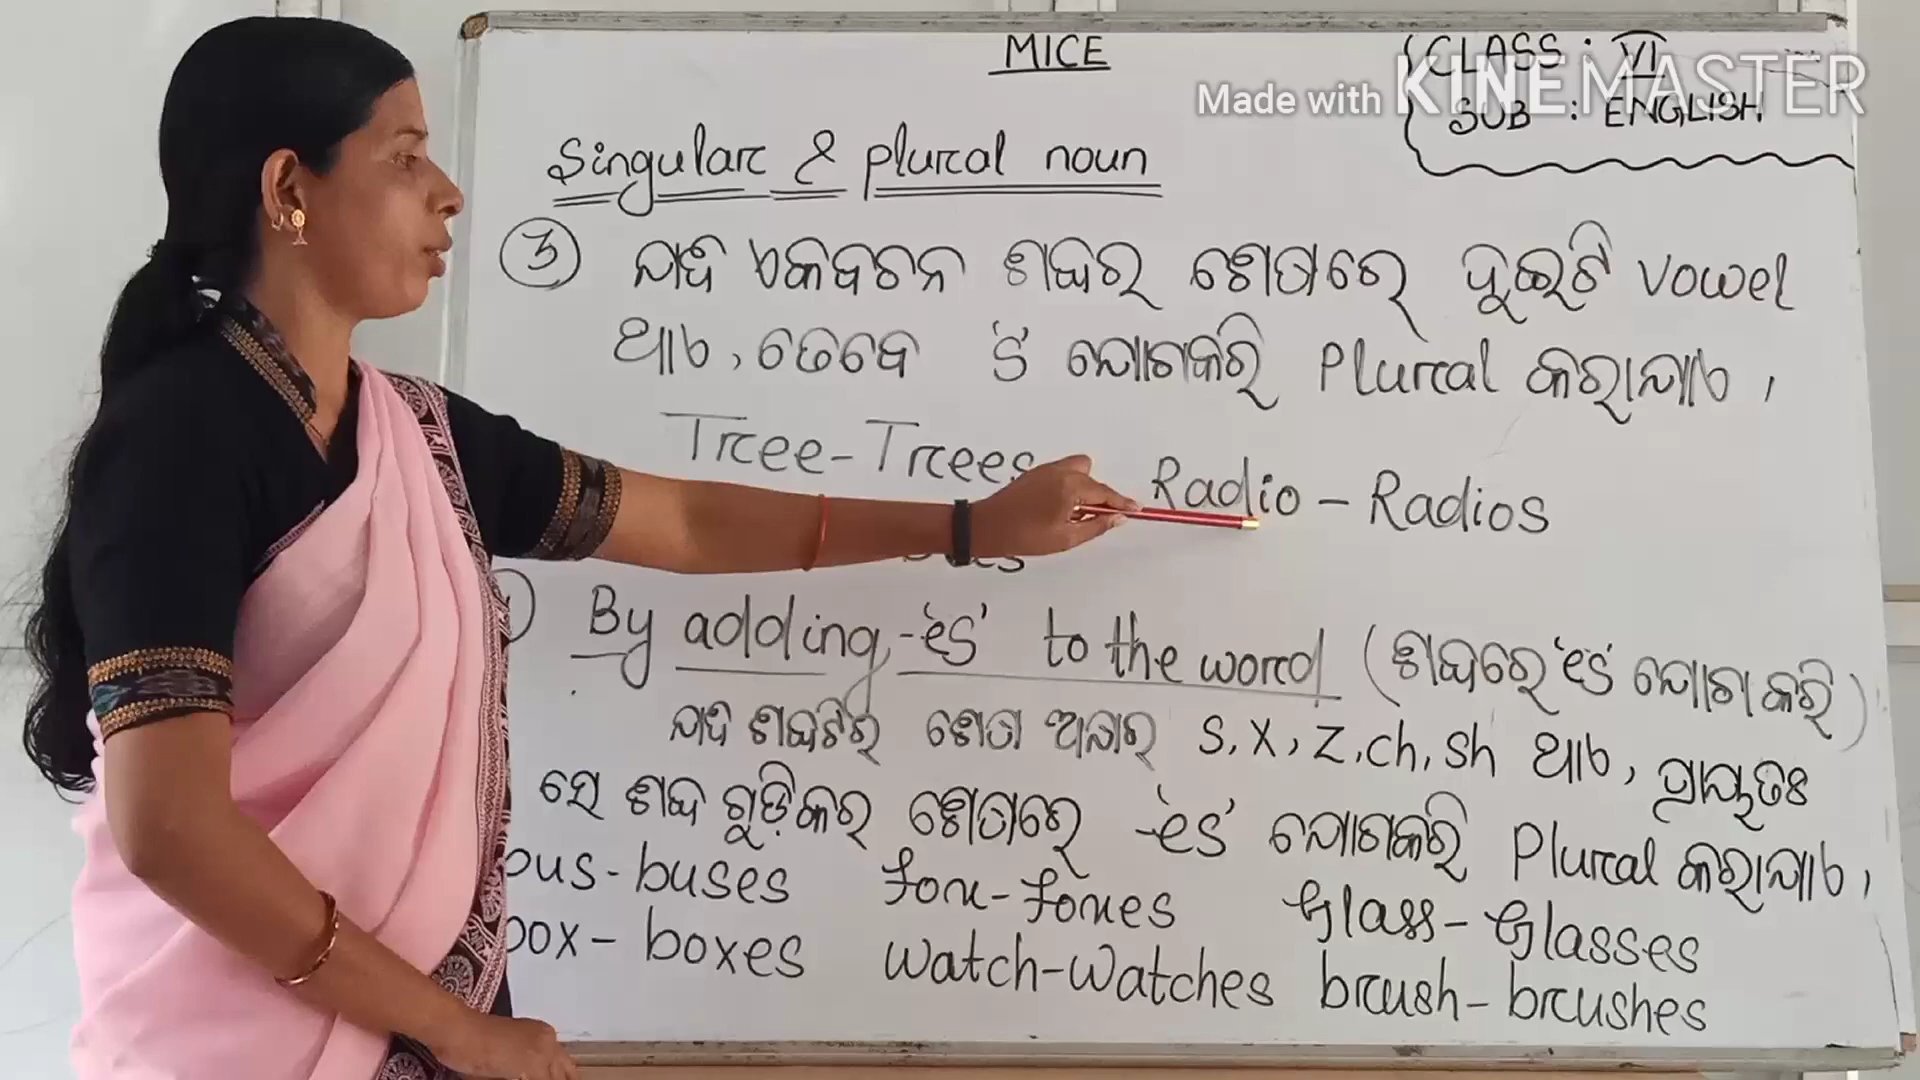 MICE
CLASS : VI
Made with KINEMASTER
SUB : ENGLISH
Singular & plural noun
୩ ଯଦି ଏକବଚନ ଶବ୍ଦର ଶେଷରେ ଦୁଇଟି vowel
ଥାଏ, ତେବେ 's' ଯୋଗକରି Plural କରାଯାଏ ,
Tree - Trees Radio - Radios
By adding -'es' to the word (ଶବ୍ଦରେ 'es' ଯୋଗ କରି)
ଯଦି ଶବ୍ଦଟିର ଶେଷ ଅକ୍ଷର s, x, z, ch, sh ଥାଏ, ପ୍ରାୟତଃ
ସେ ଶବ୍ଦ ଗୁଡ଼ିକର ଶେଷରେ -'es' ଯୋଗକରି Plural କରାଯାଏ ,
bus - buses fox - foxes Glass - Glasses
box - boxes watch - watches brush - brushes